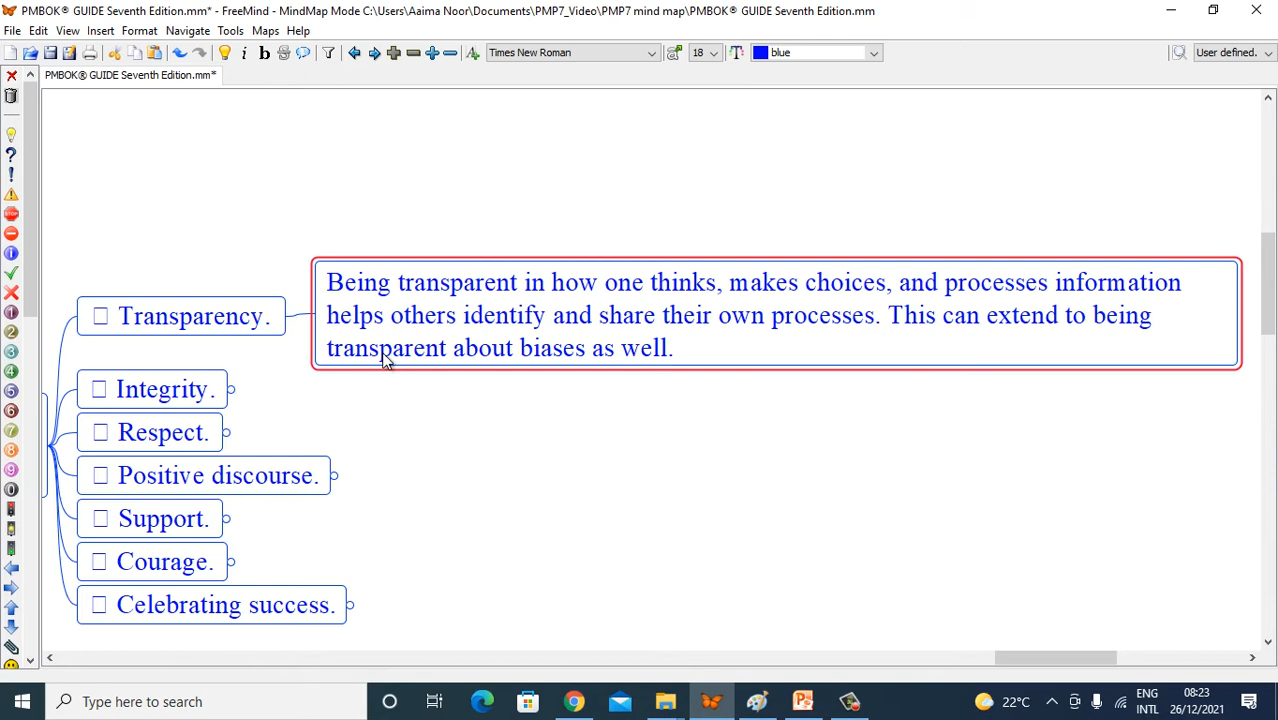 PMBOK® GUIDE Seventh Edition.mm* - FreeMind - MindMap Mode C:\Users\Aaima Noor\Documents\PMP7_Video\PMP7 mind map\PMBOK® GUIDE Seventh Edition.mm
File Edit View Insert Format Navigate Tools Maps Help
Times New Roman 18 blue User defined.
PMBOK® GUIDE Seventh Edition.mm*
Being transparent in how one thinks, makes choices, and processes information
helps others identify and share their own processes. This can extend to being
transparent about biases as well.
Transparency.
Integrity.
Respect.
Positive discourse.
Support.
Courage.
Celebrating success.
Type here to search
22°C
ENG
INTL
08:23
26/12/2021